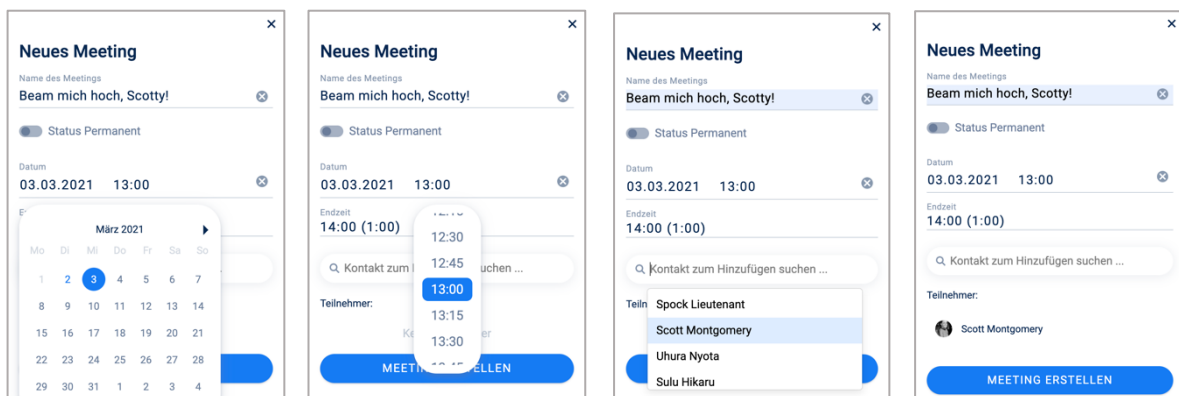 Neues Meeting
Name des Meetings
Beam mich hoch, Scotty!
Status Permanent
Datum
03.03.2021 13:00
März 2021
Mo Di Mi Do Fr Sa So
1 2 3 4 5 6 7
8 9 10 11 12 13 14
15 16 17 18 19 20 21
22 23 24 25 26 27 28
29 30 31 1 2 3 4
Neues Meeting
Name des Meetings
Beam mich hoch, Scotty!
Status Permanent
Datum
03.03.2021 13:00
Endzeit
14:00 (1:00)
12:30
12:45
13:00
13:15
13:30
Kontakt zum
Teilnehmer:
Neues Meeting
Name des Meetings
Beam mich hoch, Scotty!
Status Permanent
Datum
03.03.2021 13:00
Endzeit
14:00 (1:00)
Kontakt zum Hinzufügen suchen ...
Spock Lieutenant
Scott Montgomery
Uhura Nyota
Sulu Hikaru
Neues Meeting
Name des Meetings
Beam mich hoch, Scotty!
Status Permanent
Datum
03.03.2021 13:00
Endzeit
14:00 (1:00)
Kontakt zum Hinzufügen suchen ...
Teilnehmer:
Scott Montgomery
MEETING ERSTELLEN